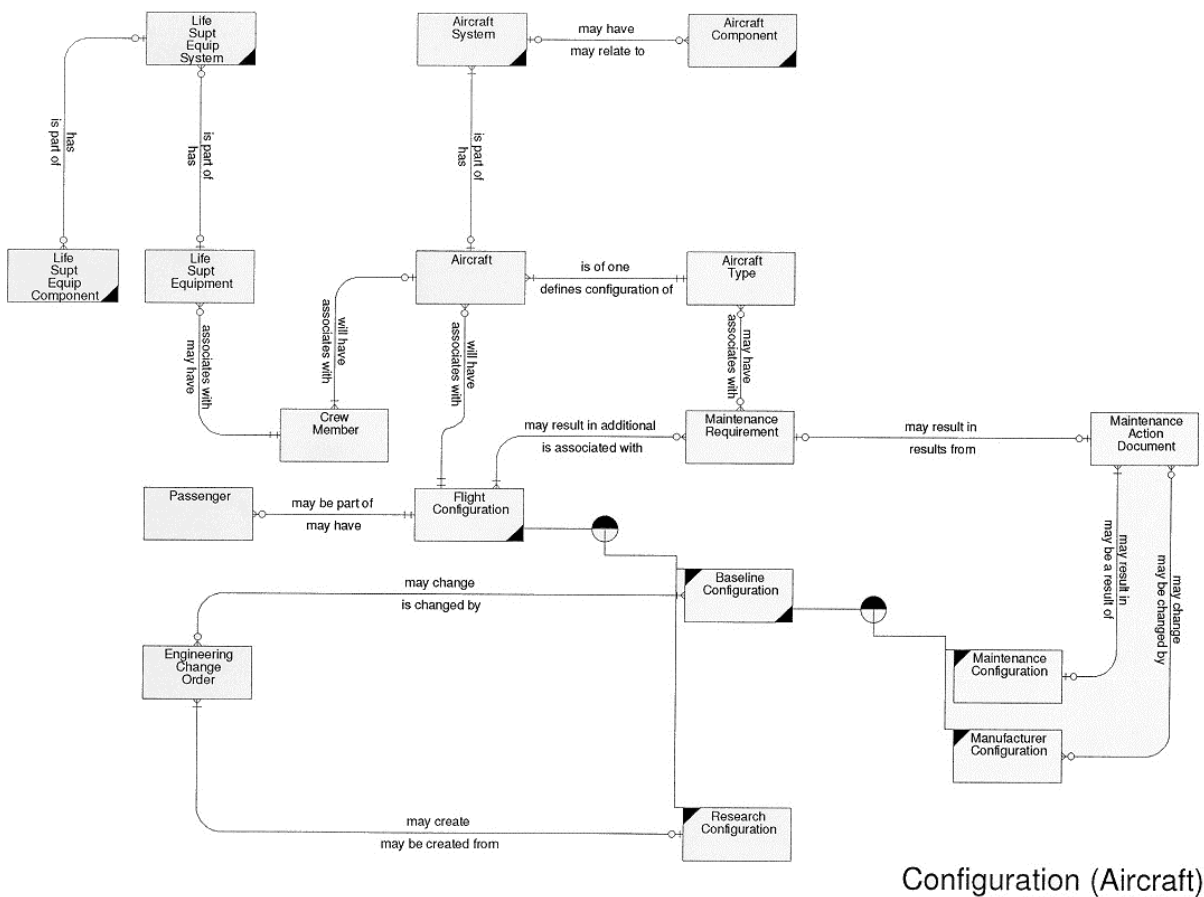 Life
Supt
Equip
System
Aircraft
System
may have
may relate to
Aircraft
Component
has
is part of
is part of
has
is part of
has
Life
Supt
Equip
Component
Life
Supt
Equipment
Aircraft
is of one
defines configuration of
Aircraft
Type
will have
associates with
will have
associates with
may have
associates with
associates with
may have
Crew
Member
may result in additional
is associated with
Maintenance
Requirement
may result in
results from
Maintenance
Action
Document
Passenger
may be part of
may have
Flight
Configuration
may result in
may be a result of
may change
may be changed by
may change
is changed by
Baseline
Configuration
Engineering
Change
Order
Maintenance
Configuration
Manufacturer
Configuration
may create
may be created from
Research
Configuration
Configuration (Aircraft)